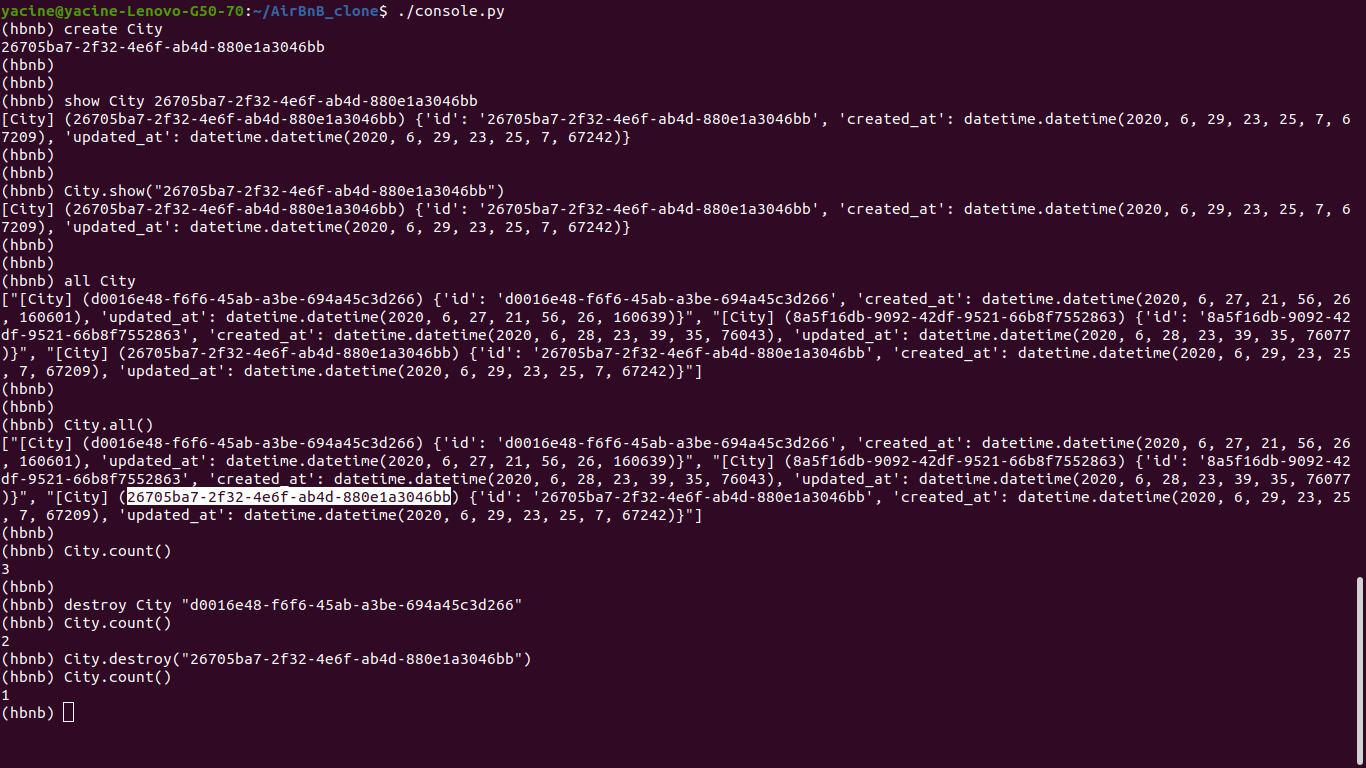 yacine@yacine-Lenovo-G50-70:~/AirBnB_clone$ ./console.py
(hbnb) create City
26705ba7-2f32-4e6f-ab4d-880e1a3046bb
(hbnb)
(hbnb)
(hbnb) show City 26705ba7-2f32-4e6f-ab4d-880e1a3046bb
[City] (26705ba7-2f32-4e6f-ab4d-880e1a3046bb) {'id': '26705ba7-2f32-4e6f-ab4d-880e1a3046bb', 'created_at': datetime.datetime(2020, 6, 29, 23, 25, 7, 6
7209), 'updated_at': datetime.datetime(2020, 6, 29, 23, 25, 7, 67242)}
(hbnb)
(hbnb)
(hbnb) City.show("26705ba7-2f32-4e6f-ab4d-880e1a3046bb")
[City] (26705ba7-2f32-4e6f-ab4d-880e1a3046bb) {'id': '26705ba7-2f32-4e6f-ab4d-880e1a3046bb', 'created_at': datetime.datetime(2020, 6, 29, 23, 25, 7, 6
7209), 'updated_at': datetime.datetime(2020, 6, 29, 23, 25, 7, 67242)}
(hbnb)
(hbnb)
(hbnb) all City
["[City] (d0016e48-f6f6-45ab-a3be-694a45c3d266) {'id': 'd0016e48-f6f6-45ab-a3be-694a45c3d266', 'created_at': datetime.datetime(2020, 6, 27, 21, 56, 26
, 160601), 'updated_at': datetime.datetime(2020, 6, 27, 21, 56, 26, 160639)}", "[City] (8a5f16db-9092-42df-9521-66b8f7552863) {'id': '8a5f16db-9092-42
df-9521-66b8f7552863', 'created_at': datetime.datetime(2020, 6, 28, 23, 39, 35, 76043), 'updated_at': datetime.datetime(2020, 6, 28, 23, 39, 35, 76077
)}", "[City] (26705ba7-2f32-4e6f-ab4d-880e1a3046bb) {'id': '26705ba7-2f32-4e6f-ab4d-880e1a3046bb', 'created_at': datetime.datetime(2020, 6, 29, 23, 25
, 7, 67209), 'updated_at': datetime.datetime(2020, 6, 29, 23, 25, 7, 67242)}"]
(hbnb)
(hbnb)
(hbnb) City.all()
["[City] (d0016e48-f6f6-45ab-a3be-694a45c3d266) {'id': 'd0016e48-f6f6-45ab-a3be-694a45c3d266', 'created_at': datetime.datetime(2020, 6, 27, 21, 56, 26
, 160601), 'updated_at': datetime.datetime(2020, 6, 27, 21, 56, 26, 160639)}", "[City] (8a5f16db-9092-42df-9521-66b8f7552863) {'id': '8a5f16db-9092-42
df-9521-66b8f7552863', 'created_at': datetime.datetime(2020, 6, 28, 23, 39, 35, 76043), 'updated_at': datetime.datetime(2020, 6, 28, 23, 39, 35, 76077
)}", "[City] (26705ba7-2f32-4e6f-ab4d-880e1a3046bb) {'id': '26705ba7-2f32-4e6f-ab4d-880e1a3046bb', 'created_at': datetime.datetime(2020, 6, 29, 23, 25
, 7, 67209), 'updated_at': datetime.datetime(2020, 6, 29, 23, 25, 7, 67242)}"]
(hbnb)
(hbnb) City.count()
3
(hbnb)
(hbnb) destroy City "d0016e48-f6f6-45ab-a3be-694a45c3d266"
(hbnb) City.count()
2
(hbnb) City.destroy("26705ba7-2f32-4e6f-ab4d-880e1a3046bb")
(hbnb) City.count()
1
(hbnb)